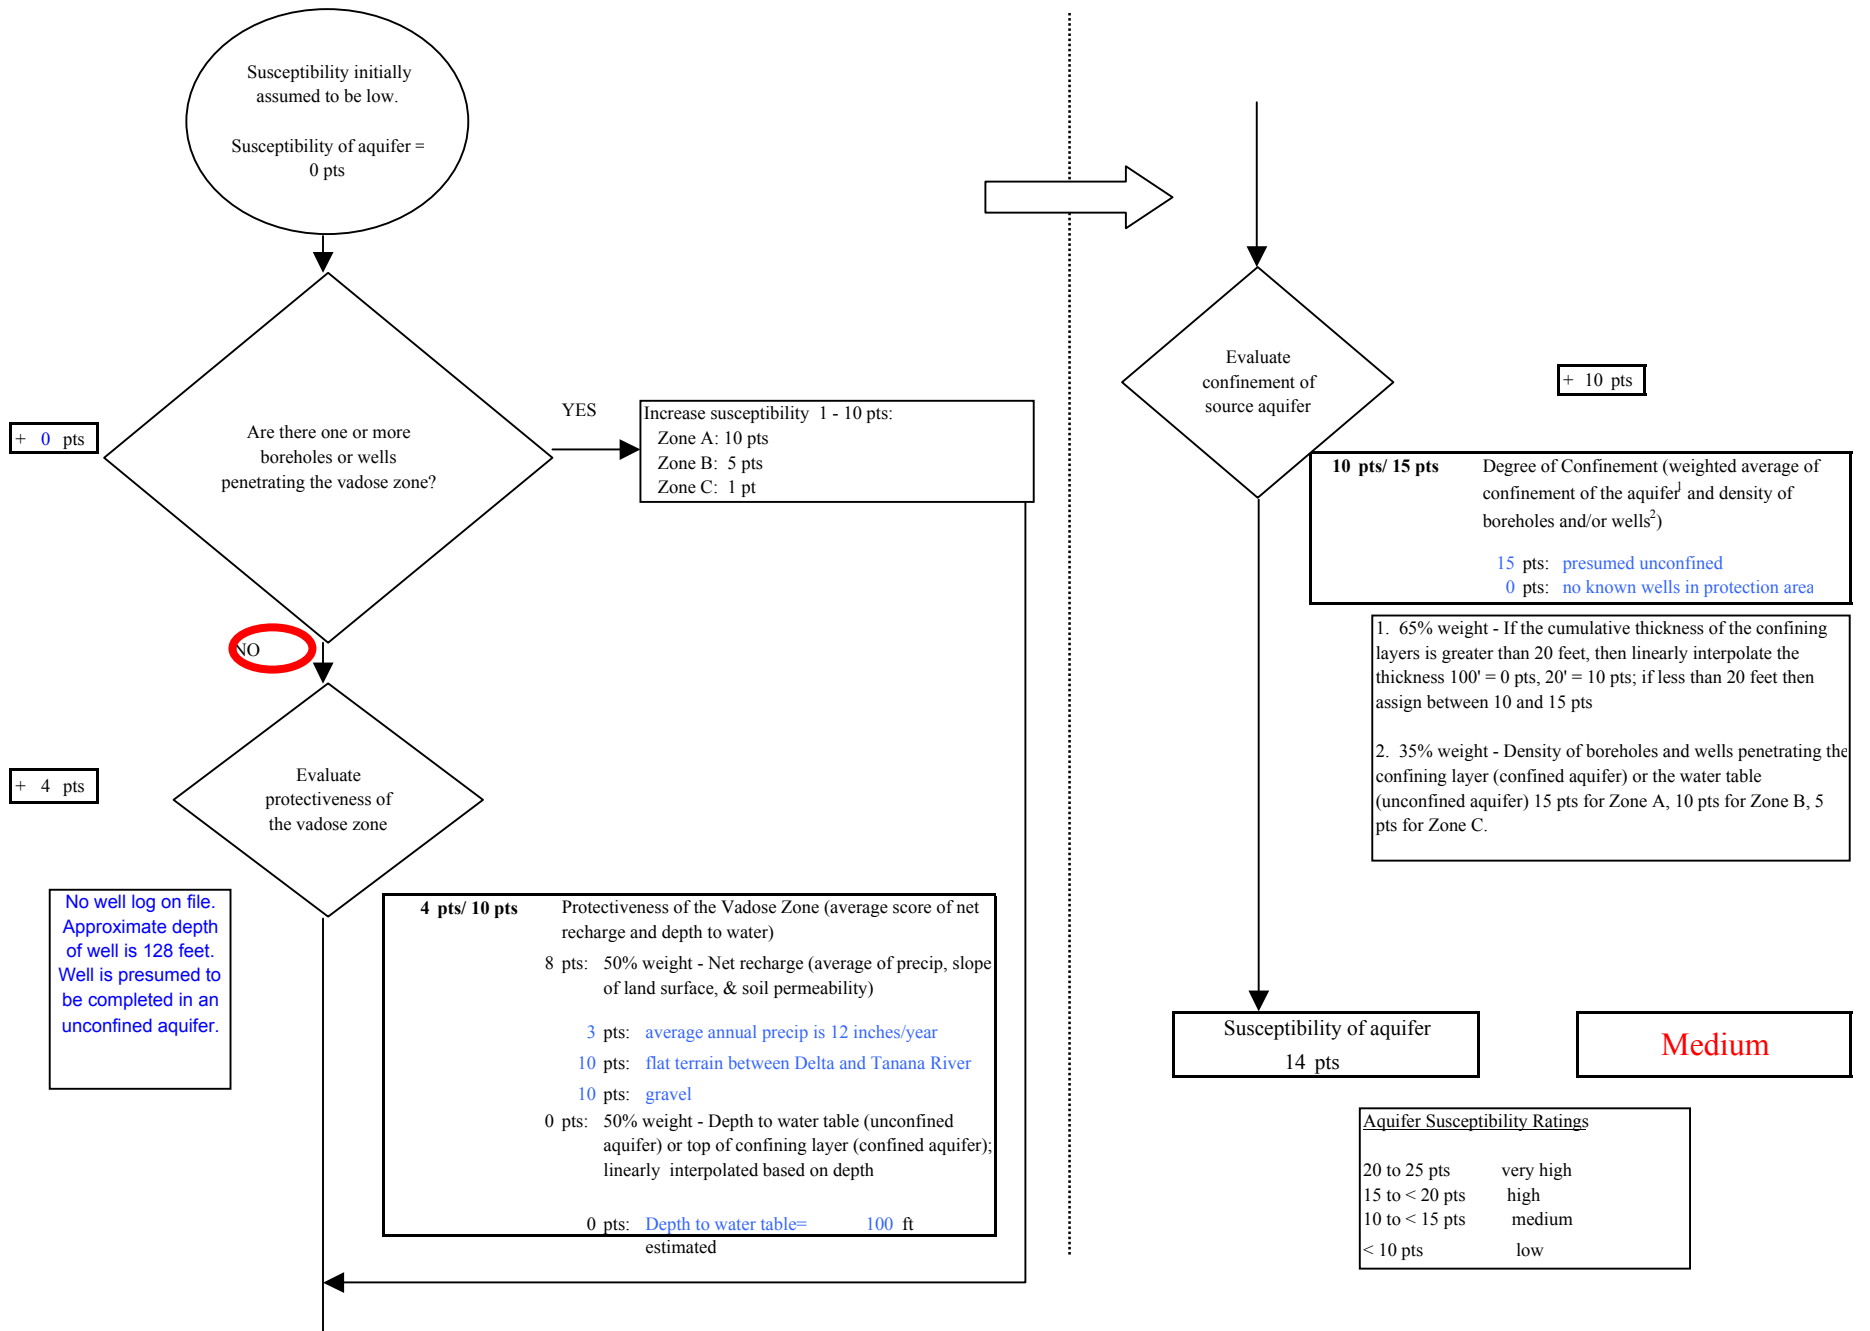 Susceptibility initially
assumed to be low.
Susceptibility of aquifer =
0 pts
+ 0 pts
Are there one or more
boreholes or wells
penetrating the vadose zone?
YES
Increase susceptibility 1 - 10 pts:
Zone A: 10 pts
Zone B: 5 pts
Zone C: 1 pt
NO
+ 4 pts
Evaluate
protectiveness of
the vadose zone
No well log on file.
Approximate depth
of well is 128 feet.
Well is presumed to
be completed in an
unconfined aquifer.
4 pts/ 10 pts Protectiveness of the Vadose Zone (average score of net
recharge and depth to water)
8 pts: 50% weight - Net recharge (average of precip, slope
of land surface, & soil permeability)
3 pts: average annual precip is 12 inches/year
10 pts: flat terrain between Delta and Tanana River
10 pts: gravel
0 pts: 50% weight - Depth to water table (unconfined
aquifer) or top of confining layer (confined aquifer);
linearly interpolated based on depth
0 pts: Depth to water table= 100 ft
estimated
Evaluate
confinement of
source aquifer
+ 10 pts
10 pts/ 15 pts Degree of Confinement (weighted average of
confinement of the aquifer1 and density of
boreholes and/or wells2)
15 pts: presumed unconfined
0 pts: no known wells in protection area
1. 65% weight - If the cumulative thickness of the confining
layers is greater than 20 feet, then linearly interpolate the
thickness 100' = 0 pts, 20' = 10 pts; if less than 20 feet then
assign between 10 and 15 pts
2. 35% weight - Density of boreholes and wells penetrating the
confining layer (confined aquifer) or the water table
(unconfined aquifer) 15 pts for Zone A, 10 pts for Zone B, 5
pts for Zone C.
Susceptibility of aquifer
14 pts
Medium
Aquifer Susceptibility Ratings
20 to 25 pts very high
15 to < 20 pts high
10 to < 15 pts medium
< 10 pts low